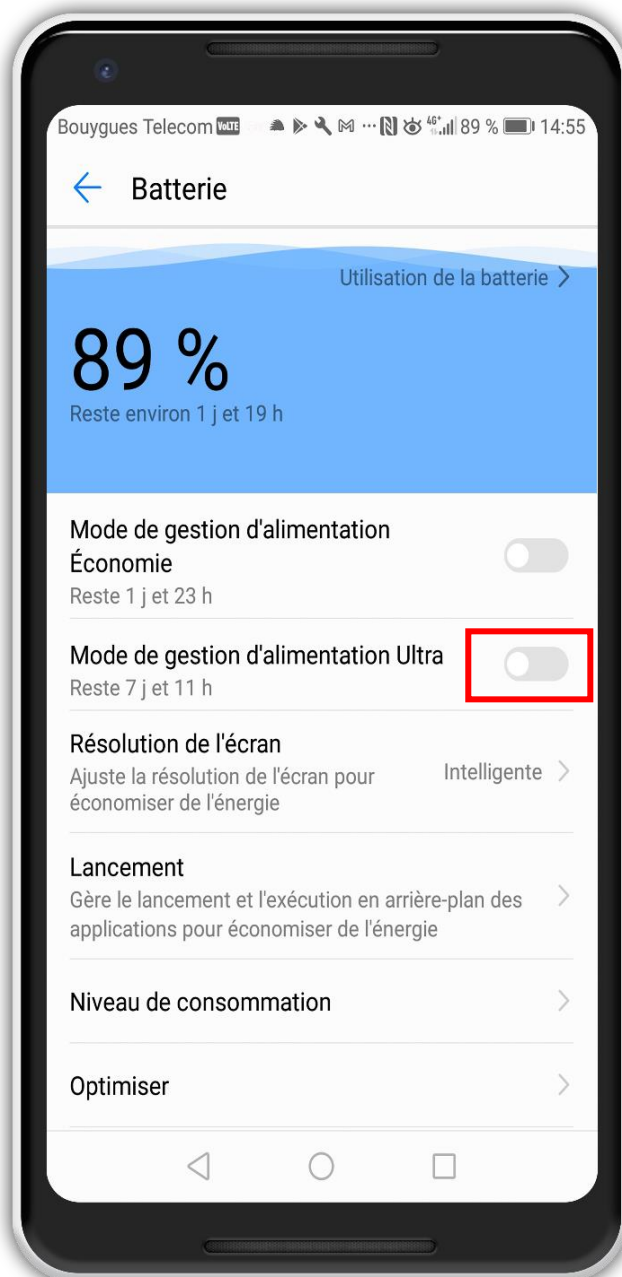 Bouygues Telecom VoLTE 4G+ 89 % 14:55
Batterie
Utilisation de la batterie
89 %
Reste environ 1 j et 19 h
Mode de gestion d'alimentation
Économie
Reste 1 j et 23 h
Mode de gestion d'alimentation Ultra
Reste 7 j et 11 h
Résolution de l'écran
Ajuste la résolution de l'écran pour
économiser de l'énergie
Intelligente
Lancement
Gère le lancement et l'exécution en arrière-plan des
applications pour économiser de l'énergie
Niveau de consommation
Optimiser